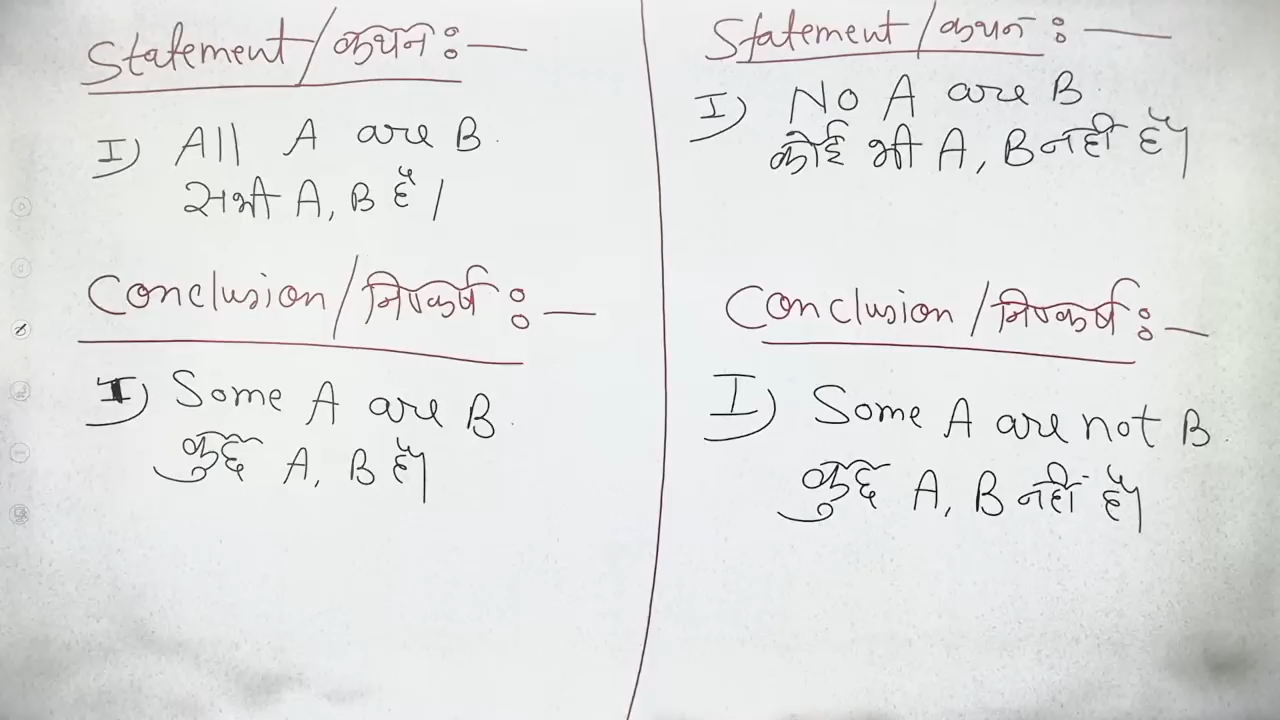 Statement/कथन :—
I) All A are B.
सभी A, B हैं।
Conclusion/निष्कर्ष :—
I) Some A are B.
कुछ A, B हैं।
Statement/कथन :—
I) No A are B.
कोई भी A, B नहीं हैं।
Conclusion/निष्कर्ष :—
I) Some A are not B.
कुछ A, B नहीं हैं।